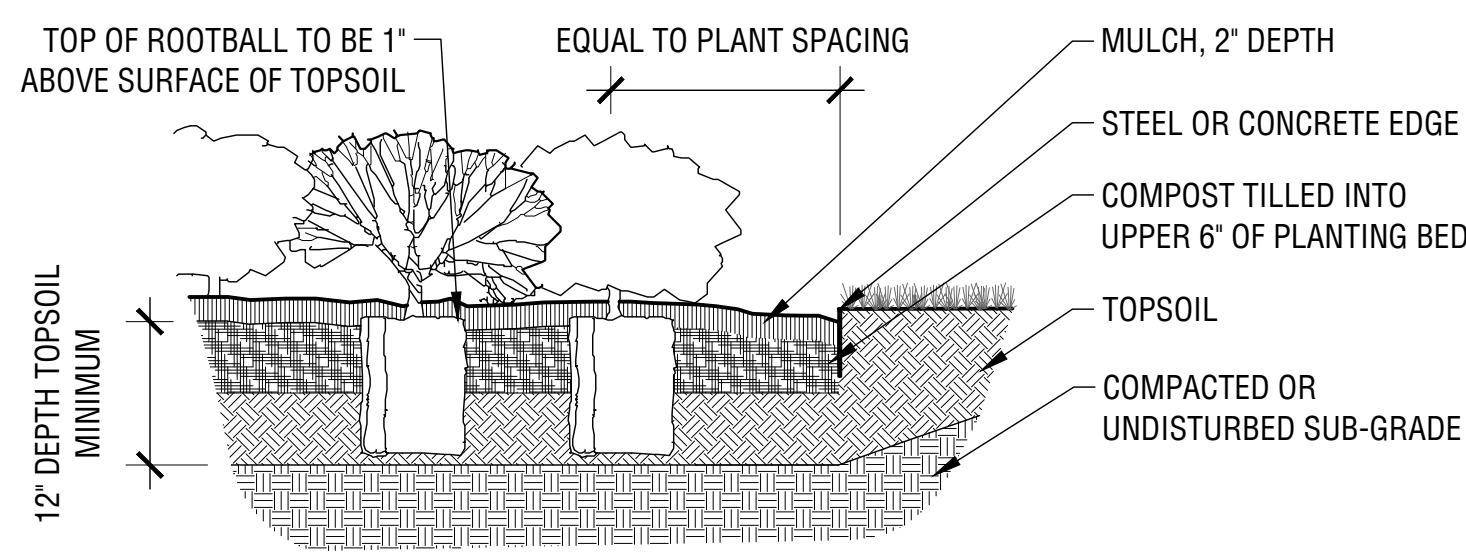 TOP OF ROOTBALL TO BE 1"
ABOVE SURFACE OF TOPSOIL
EQUAL TO PLANT SPACING
MULCH, 2" DEPTH
STEEL OR CONCRETE EDGE
COMPOST TILLED INTO
UPPER 6" OF PLANTING BED
TOPSOIL
COMPACTED OR
UNDISTURBED SUB-GRADE
12" DEPTH TOPSOIL
MINIMUM